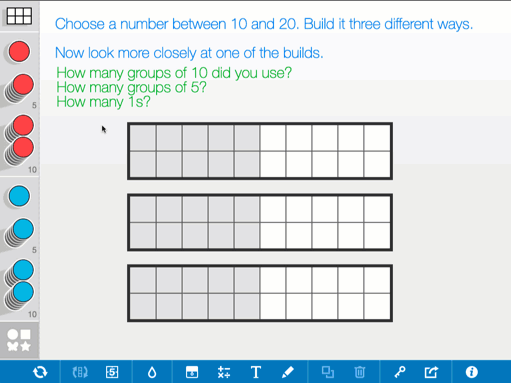 Choose a number between 10 and 20. Build it three different ways.
Now look more closely at one of the builds.
How many groups of 10 did you use?
How many groups of 5?
How many 1s?
5
10
5
10
5
T
i